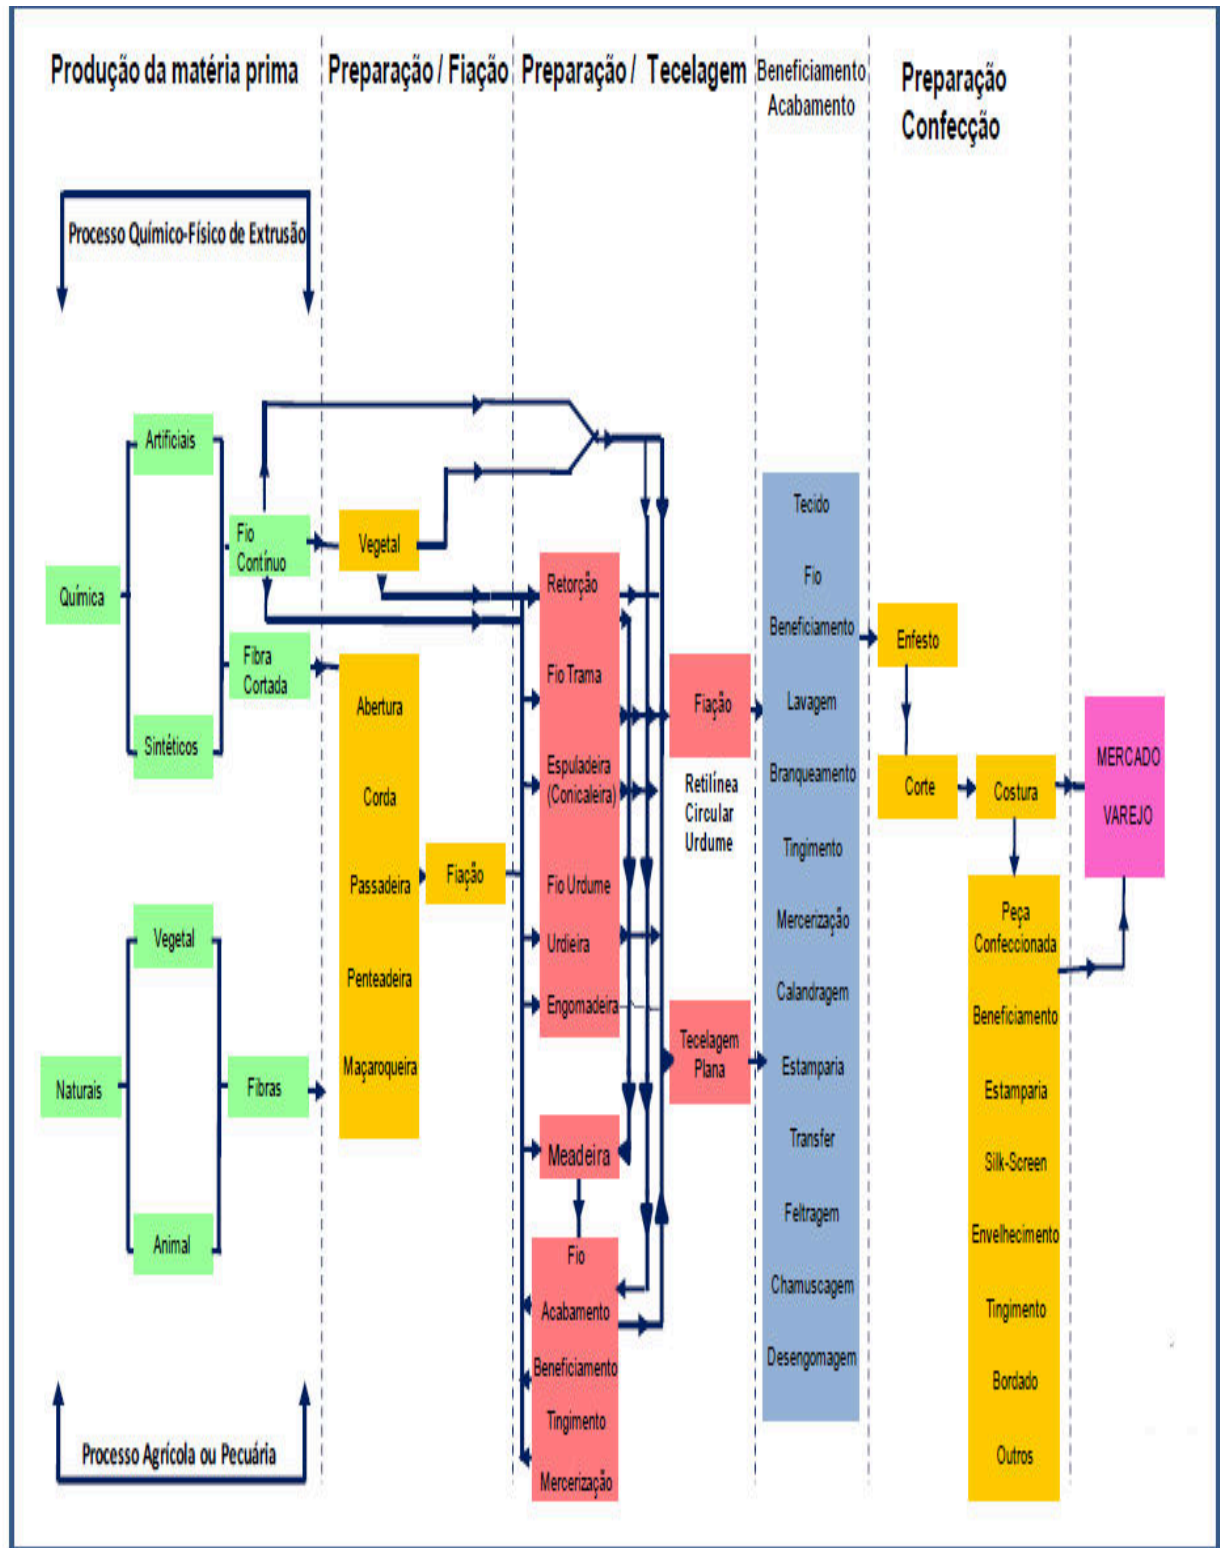 Produção da matéria prima
Preparação / Fiação
Preparação / Tecelagem
Beneficiamento
Acabamento
Preparação
Confecção
Processo Químico-Físico de Extrusão
Artificiais
Fio
Contínuo
Química
Fibra
Cortada
Sintéticos
Vegetal
Naturais
Fibras
Animal
Processo Agrícola ou Pecuária
Vegetal
Abertura
Corda
Passadeira
Penteadeira
Maçaroqueira
Fiação
Retorção
Fio Trama
Espuladeira
(Conicaleira)
Fio Urdume
Urdieira
Engomadeira
Meadeira
Fio
Acabamento
Beneficiamento
Tingimento
Mercerização
Fiação
Retilínea
Circular
Urdume
Tecelagem
Plana
Tecido
Fio
Beneficiamento
Lavagem
Branqueamento
Tingimento
Mercerização
Calandragem
Estamparia
Transfer
Feltragem
Chamuscagem
Desengomagem
Enfesto
Corte
Costura
Peça
Confeccionada
Beneficiamento
Estamparia
Silk-Screen
Envelhecimento
Tingimento
Bordado
Outros
MERCADO
VAREJO